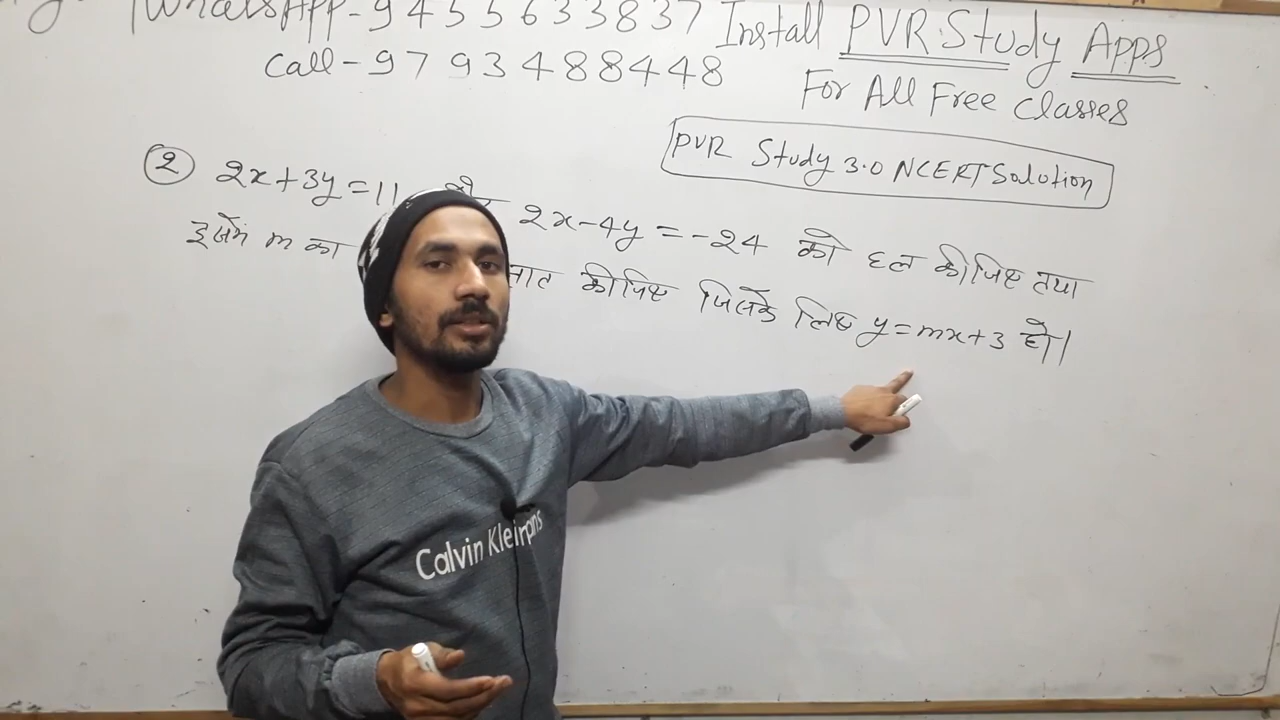 WhatsApp-9455633837 Install PVR Study Apps
Call-9793488448 For All Free Classes
PVR Study 3.0 NCERT Solution
② 2x+3y=11 2x-4y=-24 को हल कीजिए तथा
इससे m का ज्ञात कीजिए जिसके लिए y=mx+3 हो।
Calvin Klein